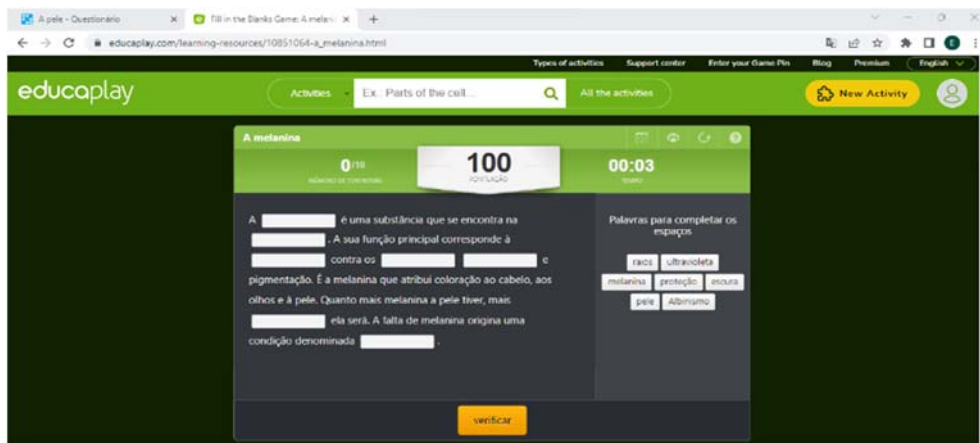 A pele - Questionário
Fill in the Blanks Game: A melani
educaplay.com/learning-resources/10851064-a_melanina.html
Types of activities Support center Enter your Game Pin Blog Premium English
educaplay Activities Ex.: Parts of the cell... All the activities New Activity
A melanina
0/10 100 00:03
PONTUAÇÃO TEMPO
A é uma substância que se encontra na
. A sua função principal corresponde à
contra os e
pigmentação. É a melanina que atribui coloração ao cabelo, aos
olhos e à pele. Quanto mais melanina a pele tiver, mais
ela será. A falta de melanina origina uma
condição denominada .
Palavras para completar os
espaços
raios ultravioleta
melanina proteção escura
pele Albinismo
verificar